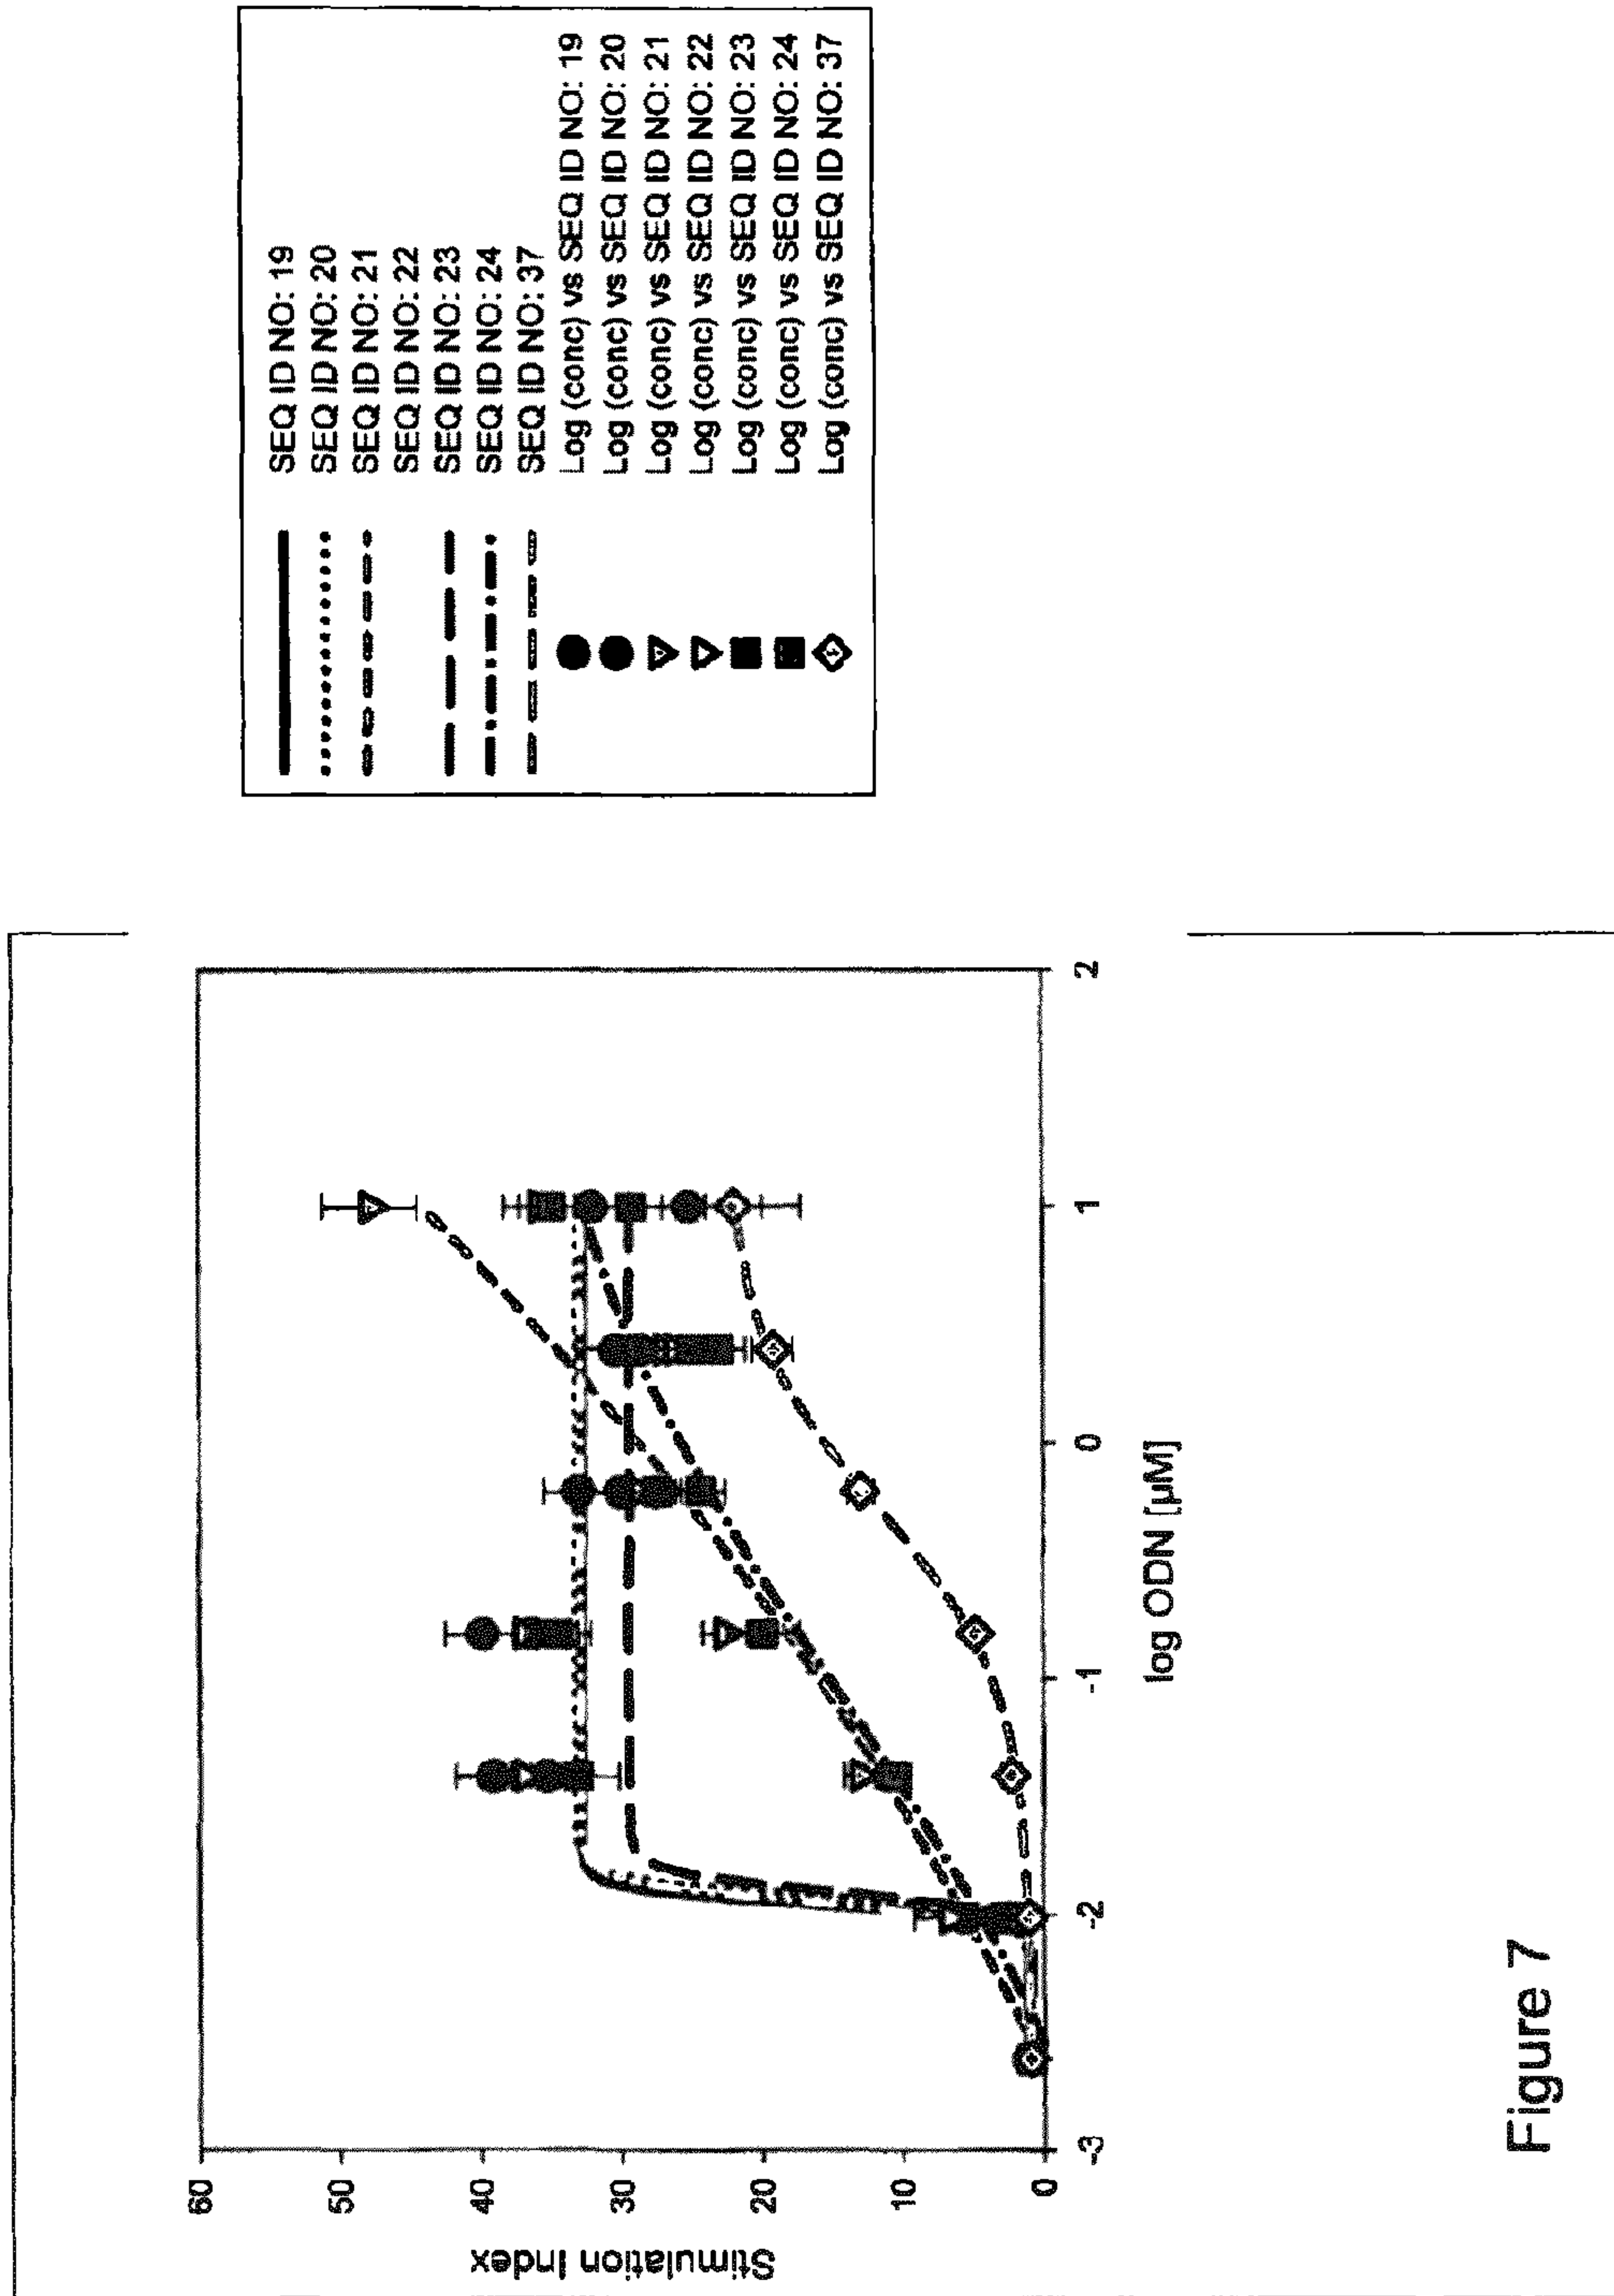 Stimulation Index
60
50
40
30
20
10
0
-3
-2
-1
0
1
2
log ODN [µM]
SEQ ID NO: 19
SEQ ID NO: 20
SEQ ID NO: 21
SEQ ID NO: 22
SEQ ID NO: 23
SEQ ID NO: 24
SEQ ID NO: 37
Log (conc) vs SEQ ID NO: 19
Log (conc) vs SEQ ID NO: 20
Log (conc) vs SEQ ID NO: 21
Log (conc) vs SEQ ID NO: 22
Log (conc) vs SEQ ID NO: 23
Log (conc) vs SEQ ID NO: 24
Log (conc) vs SEQ ID NO: 37
Figure 7